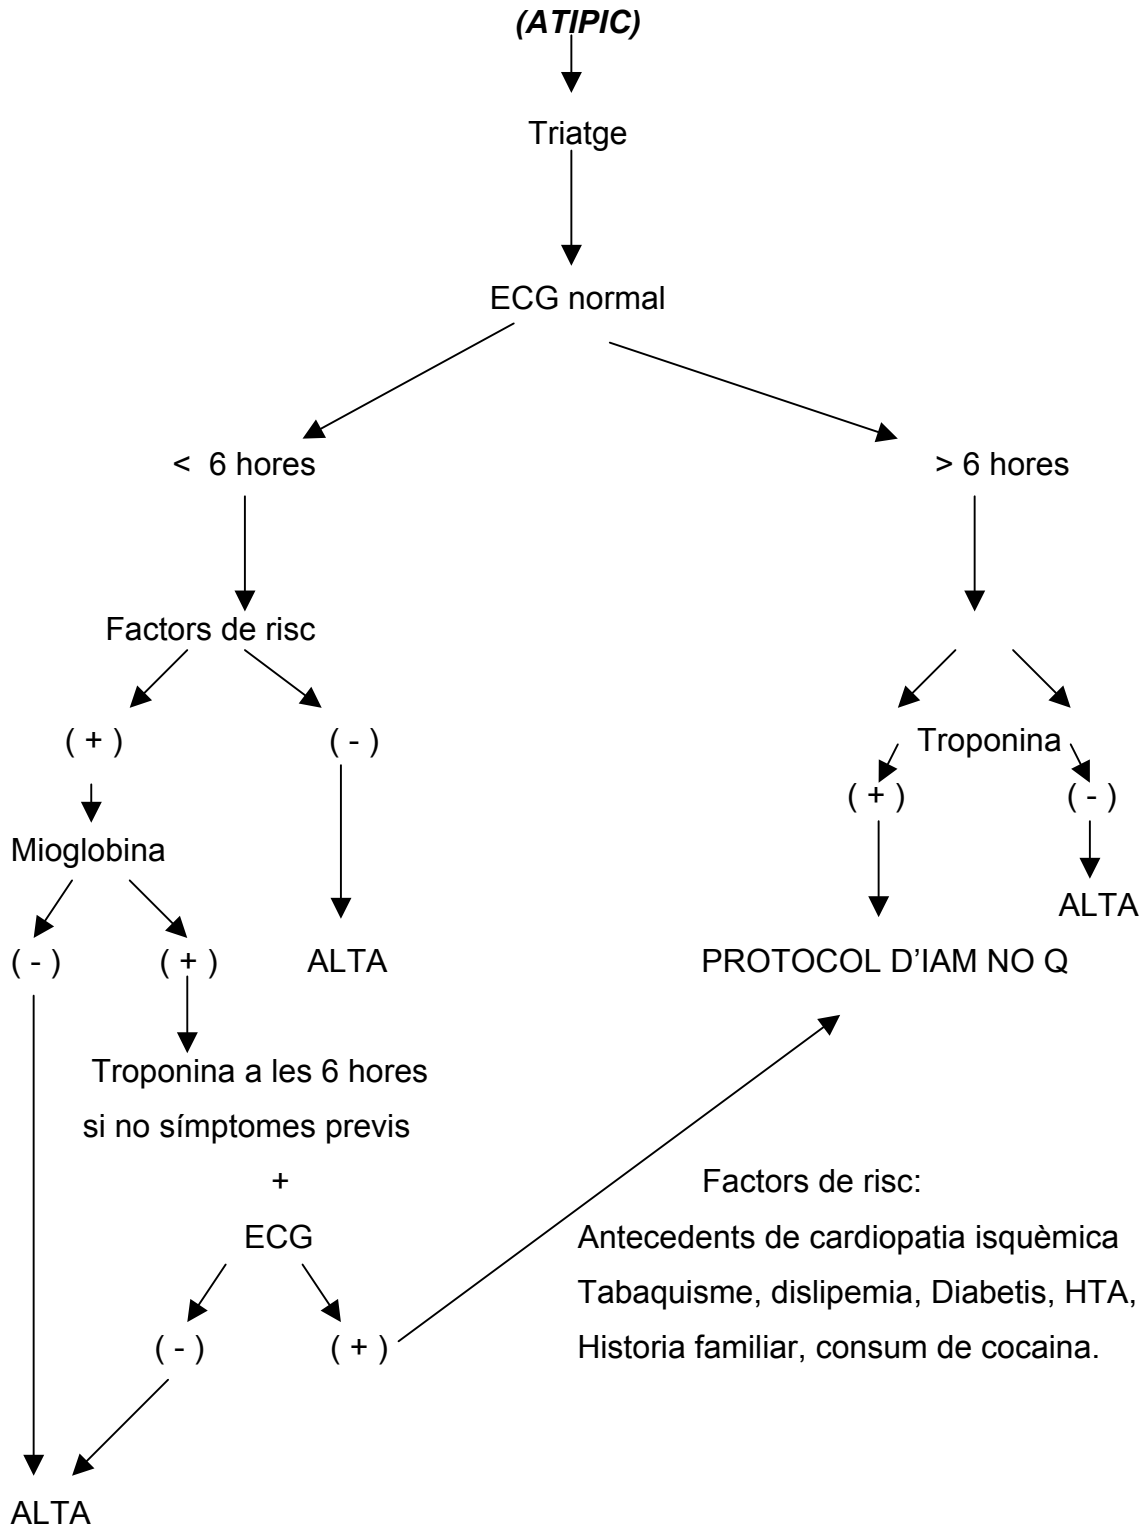 (ATIPIC)
Triatge
ECG normal
< 6 hores
> 6 hores
Factors de risc
( + )
( - )
Troponina
( + )
( - )
Mioglobina
ALTA
( - )
( + )
ALTA
PROTOCOL D’IAM NO Q
Troponina a les 6 hores
si no símptomes previs
+
ECG
( - )
( + )
Factors de risc:
Antecedents de cardiopatia isquèmica
Tabaquisme, dislipemia, Diabetis, HTA,
Historia familiar, consum de cocaina.
ALTA